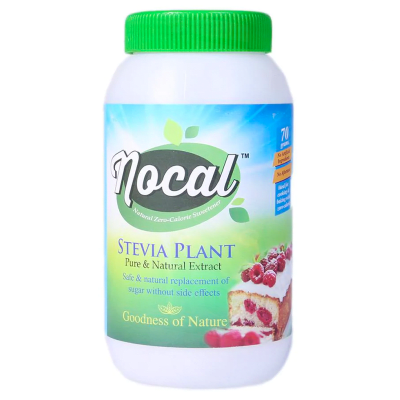 Nocal™
Natural Zero-Calorie Sweetener
70
STEVIA PLANT
Pure & Natural Extract
Safe & natural replacement of
sugar without side effects
Goodness of Nature